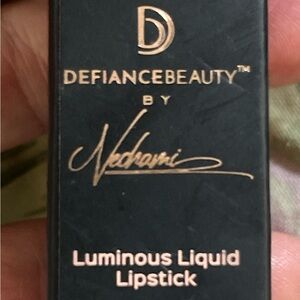 D
DEFIANCEBEAUTY™
BY
Nechami
Luminous Liquid
Lipstick